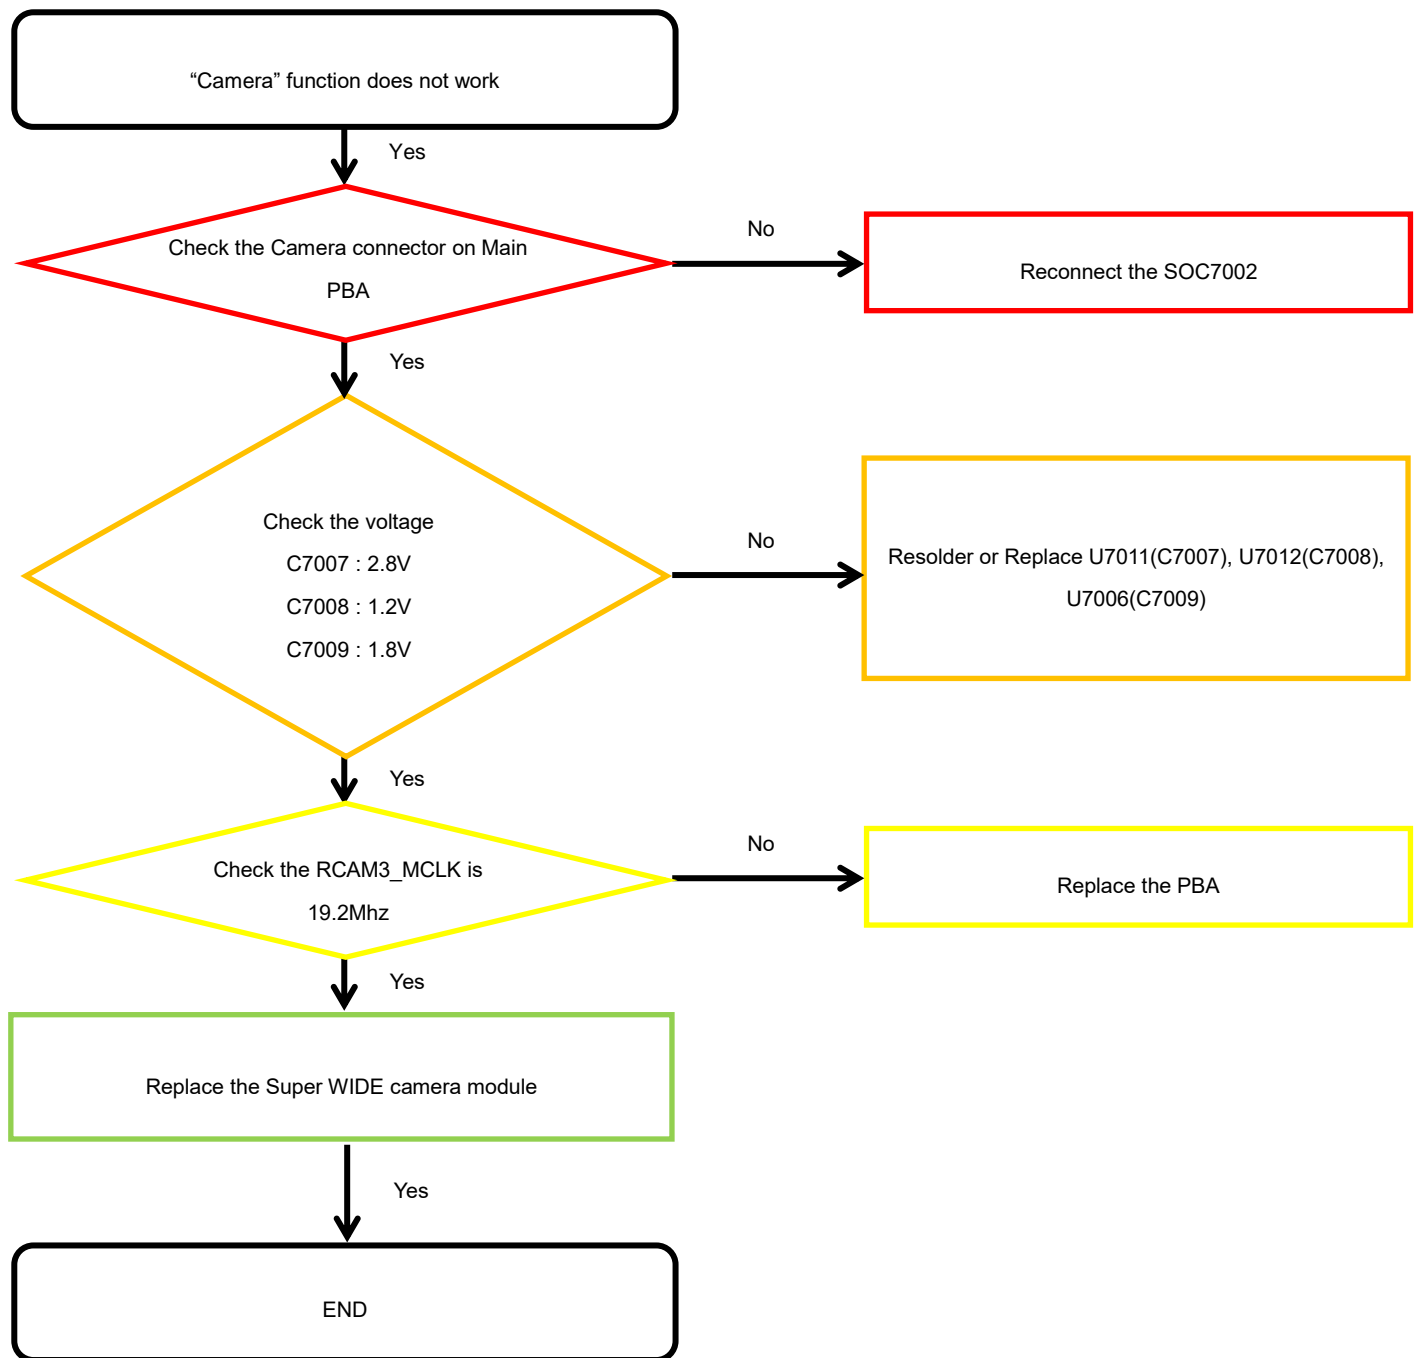 “Camera” function does not work
Yes
Check the Camera connector on Main
PBA
No
Reconnect the SOC7002
Yes
Check the voltage
C7007 : 2.8V
C7008 : 1.2V
C7009 : 1.8V
No
Resolder or Replace U7011(C7007), U7012(C7008),
U7006(C7009)
Yes
Check the RCAM3_MCLK is
19.2Mhz
No
Replace the PBA
Yes
Replace the Super WIDE camera module
Yes
END